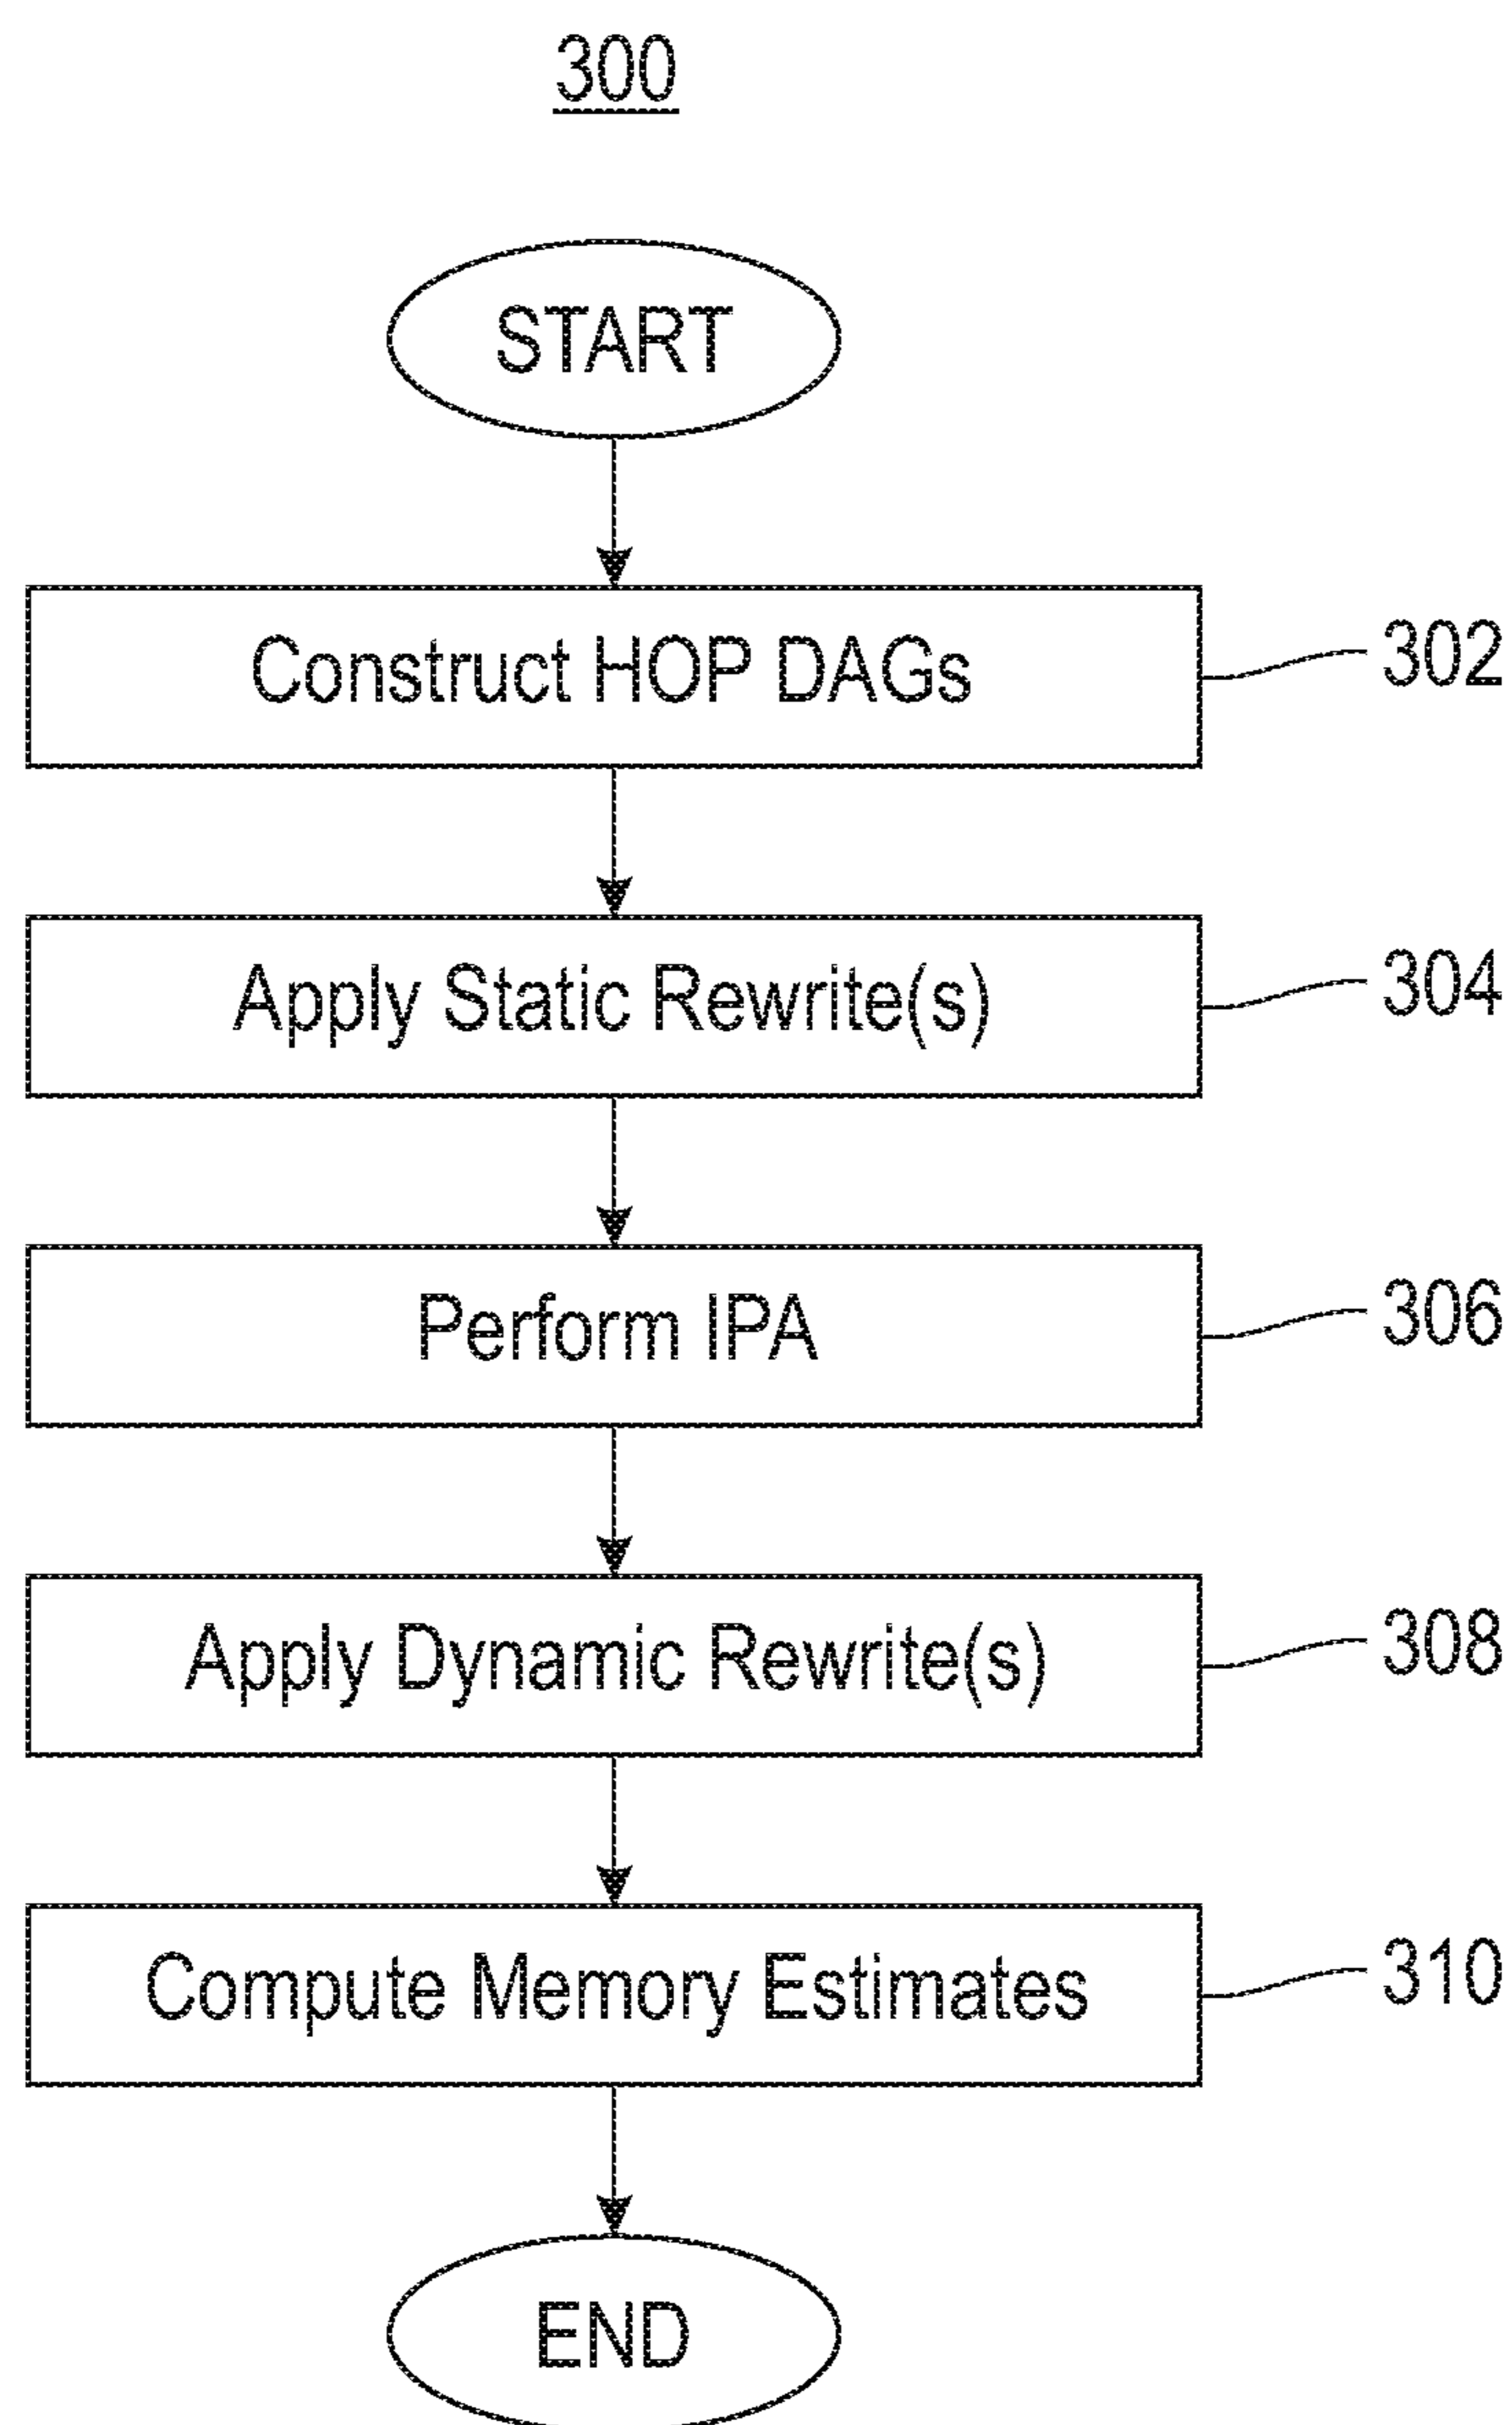 300
START
Construct HOP DAGs
302
Apply Static Rewrite(s)
304
Perform IPA
306
Apply Dynamic Rewrite(s)
308
Compute Memory Estimates
310
END